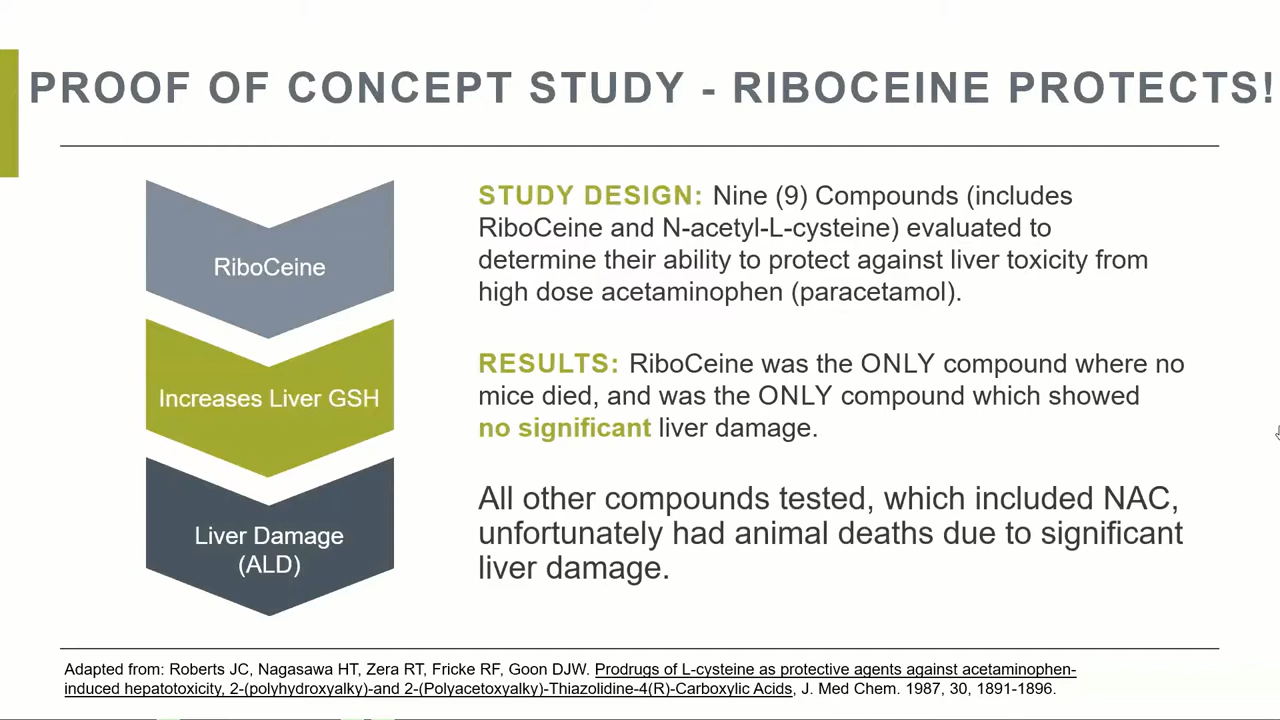 PROOF OF CONCEPT STUDY - RIBOCEINE PROTECTS!
RiboCeine
Increases Liver GSH
Liver Damage
(ALD)
STUDY DESIGN: Nine (9) Compounds (includes
RiboCeine and N-acetyl-L-cysteine) evaluated to
determine their ability to protect against liver toxicity from
high dose acetaminophen (paracetamol).
RESULTS: RiboCeine was the ONLY compound where no
mice died, and was the ONLY compound which showed
no significant liver damage.
All other compounds tested, which included NAC,
unfortunately had animal deaths due to significant
liver damage.
Adapted from: Roberts JC, Nagasawa HT, Zera RT, Fricke RF, Goon DJW. Prodrugs of L-cysteine as protective agents against acetaminophen-
induced hepatotoxicity, 2-(polyhydroxyalky)-and 2-(Polyacetoxyalky)-Thiazolidine-4(R)-Carboxylic Acids, J. Med Chem. 1987, 30, 1891-1896.